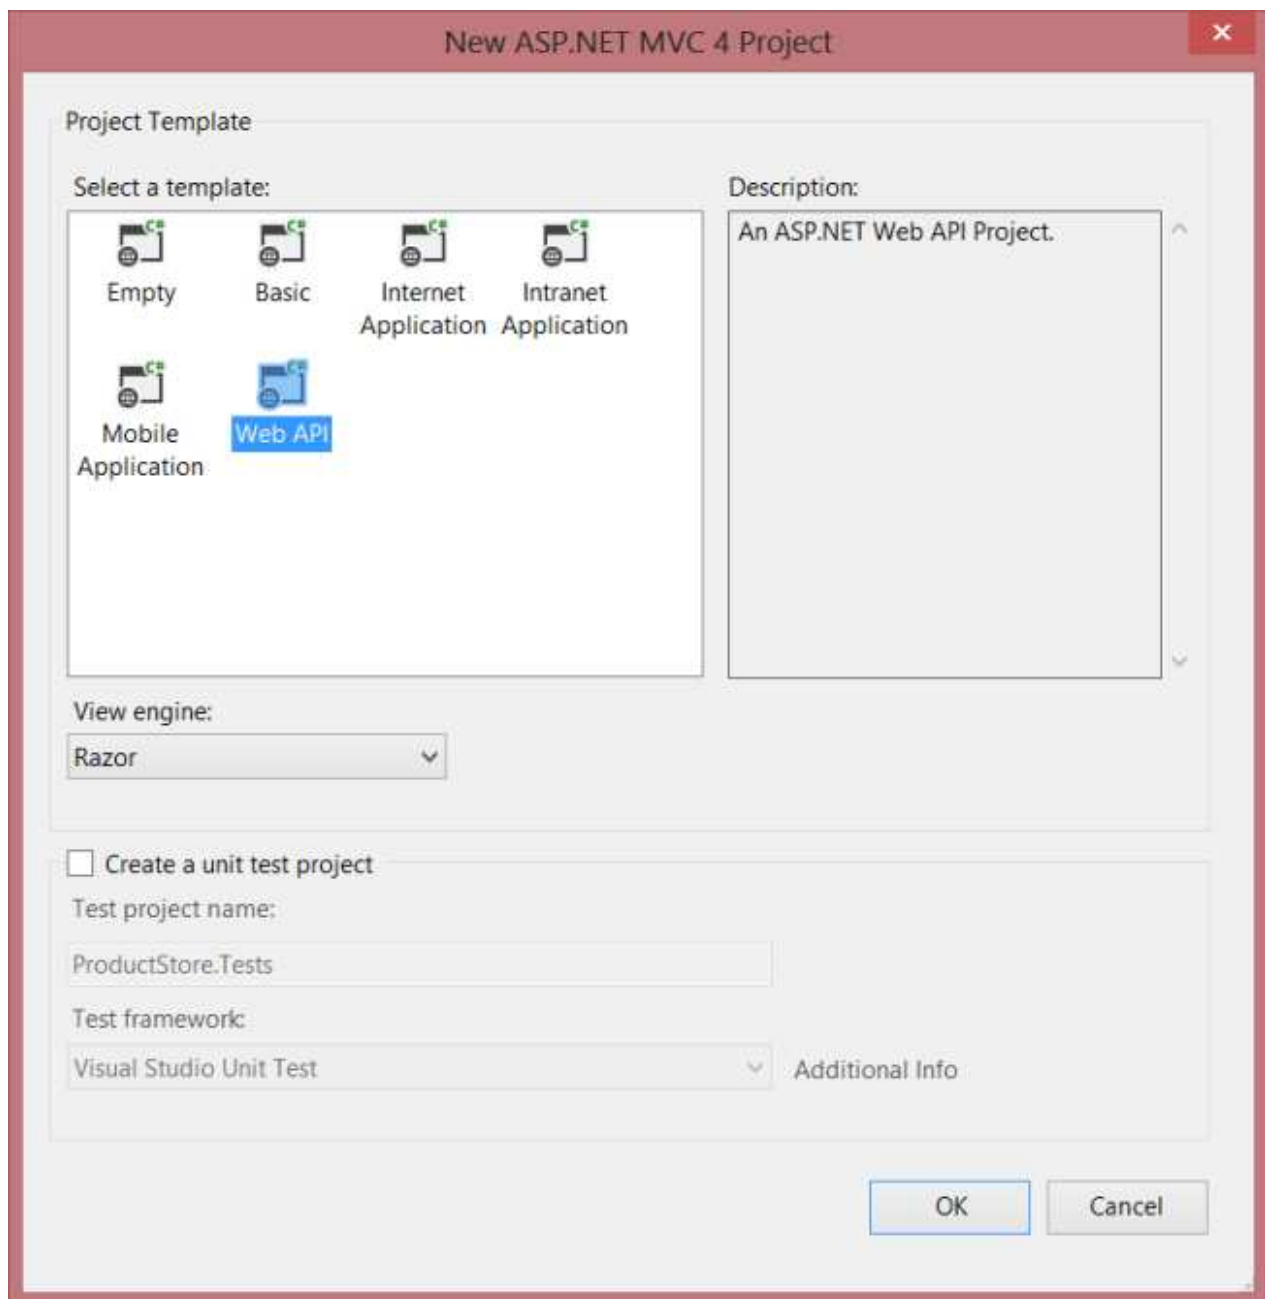 New ASP.NET MVC 4 Project
Project Template
Select a template:
Description:
C# C# C# C#
Empty Basic Internet Application Intranet Application
C# C#
Mobile Application Web API
An ASP.NET Web API Project.
View engine:
Razor
Create a unit test project
Test project name:
ProductStore.Tests
Test framework:
Visual Studio Unit Test
Additional Info
OK
Cancel